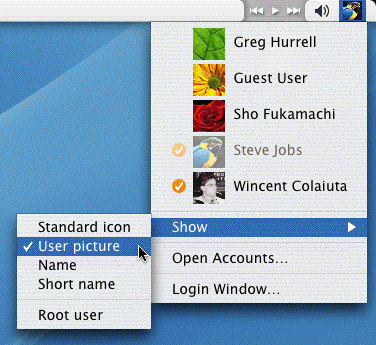 Greg Hurrell
Guest User
Sho Fukamachi
Steve Jobs
Wincent Colaiuta
Show
Open Accounts...
Login Window...
Standard icon
User picture
Name
Short name
Root user